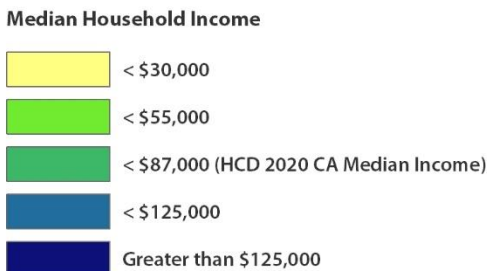 Median Household Income
< $30,000
< $55,000
< $87,000 (HCD 2020 CA Median Income)
< $125,000
Greater than $125,000